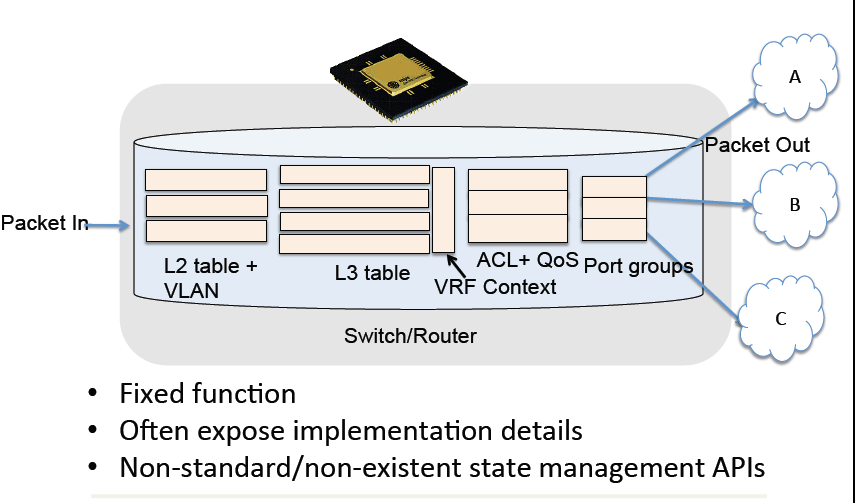 A
Packet Out
B
Packet In
L2 table +
VLAN
L3 table
ACL+ QoS
Port groups
VRF Context
C
Switch/Router
• Fixed function
• Often expose implementation details
• Non-standard/non-existent state management APIs